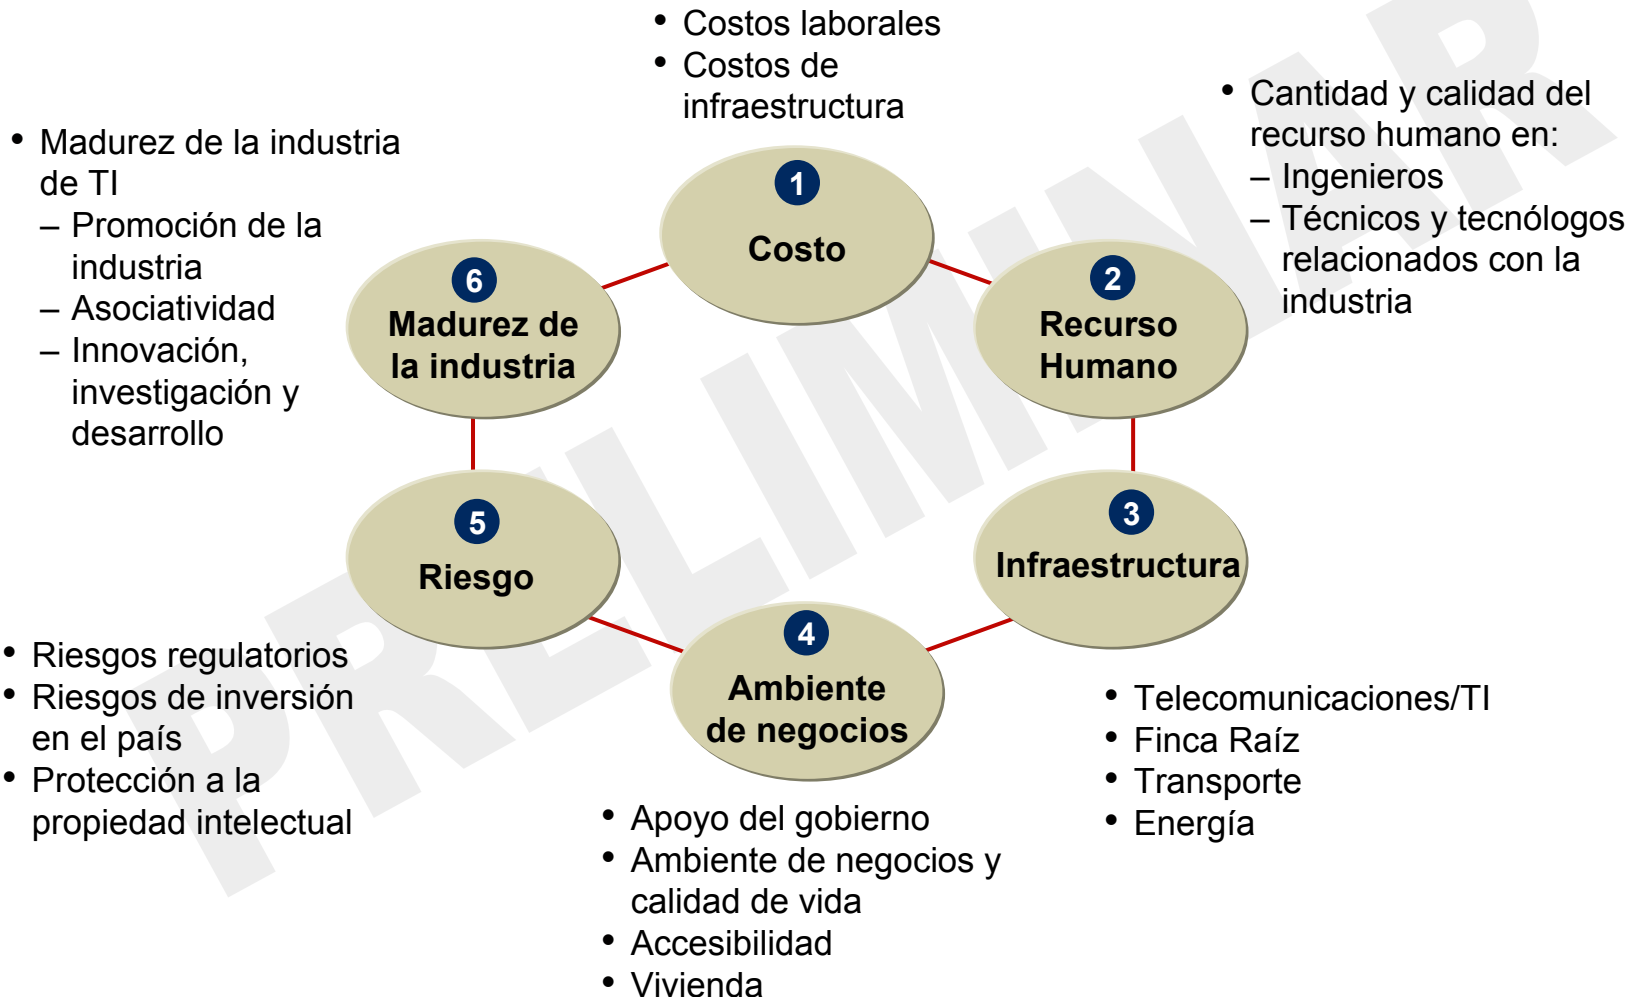 • Costos laborales
• Costos de
infraestructura
1
Costo
• Cantidad y calidad del
recurso humano en:
– Ingenieros
– Técnicos y tecnólogos
relacionados con la
industria
2
Recurso
Humano
3
Infraestructura
• Telecomunicaciones/TI
• Finca Raíz
• Transporte
• Energía
4
Ambiente
de negocios
• Apoyo del gobierno
• Ambiente de negocios y
calidad de vida
• Accesibilidad
• Vivienda
5
Riesgo
• Riesgos regulatorios
• Riesgos de inversión
en el país
• Protección a la
propiedad intelectual
6
Madurez de
la industria
• Madurez de la industria
de TI
– Promoción de la
industria
– Asociatividad
– Innovación,
investigación y
desarrollo
PRELIMINAR